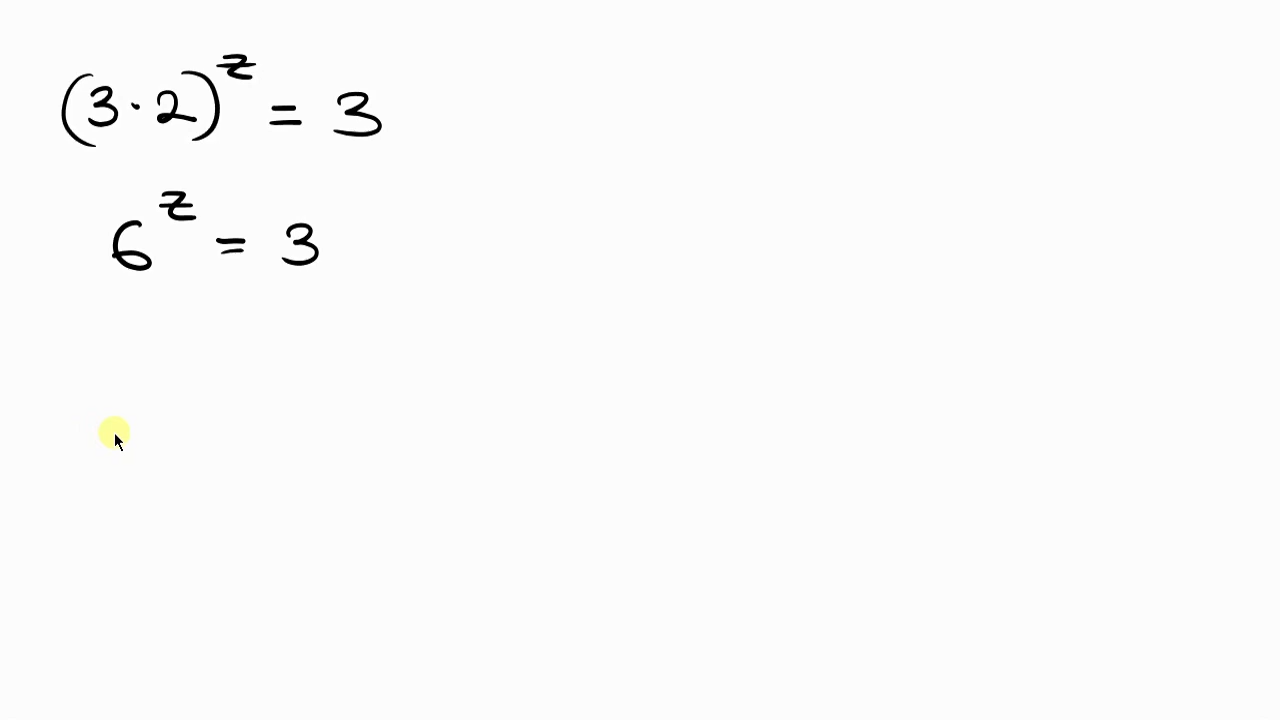 (3·2)^z = 3
6^z = 3